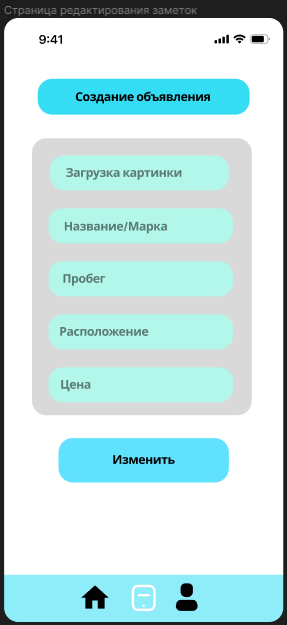 Страница редактирования заметок
9:41
Создание объявления
Загрузка картинки
Название/Марка
Пробег
Расположение
Цена
Изменить